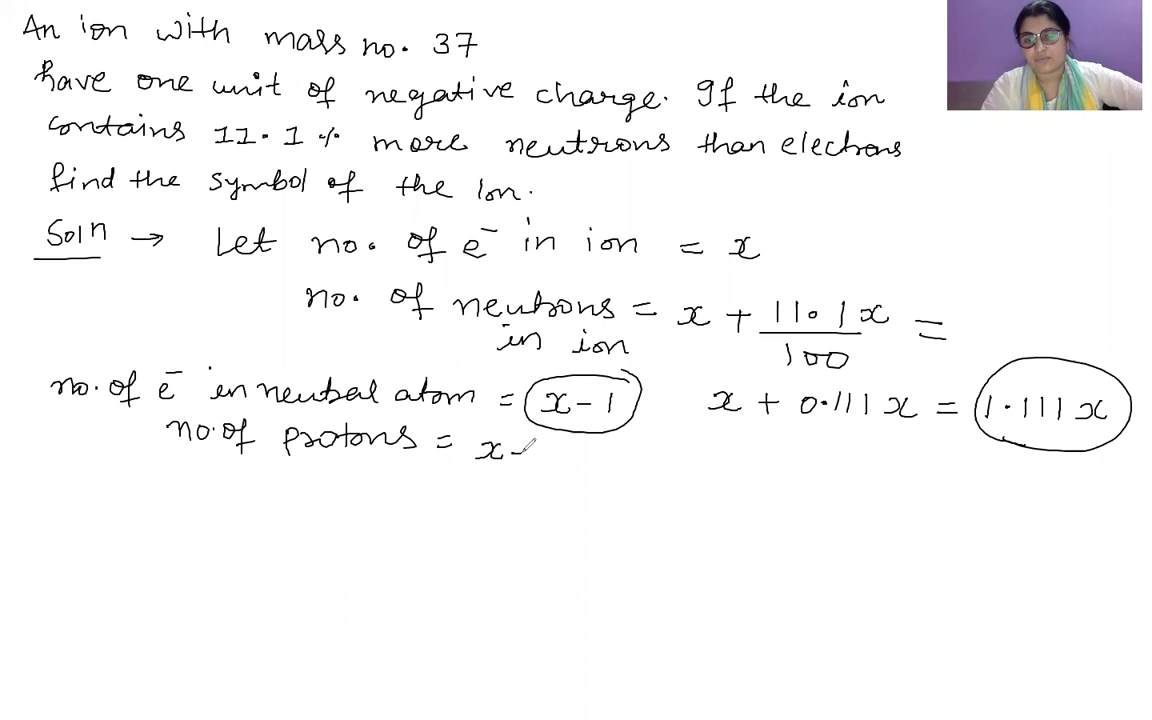 An ion with mass no. 37
have one unit of negative charge. If the ion
contains 11.1% more neutrons than electrons
find the symbol of the Ion.
Soln → Let no. of e⁻ in ion = x
no. of neutrons in ion = x + 11.1x/100 =
x + 0.111x = 1.111x
no. of e⁻ in neutral atom = x-1
no. of protons = x-